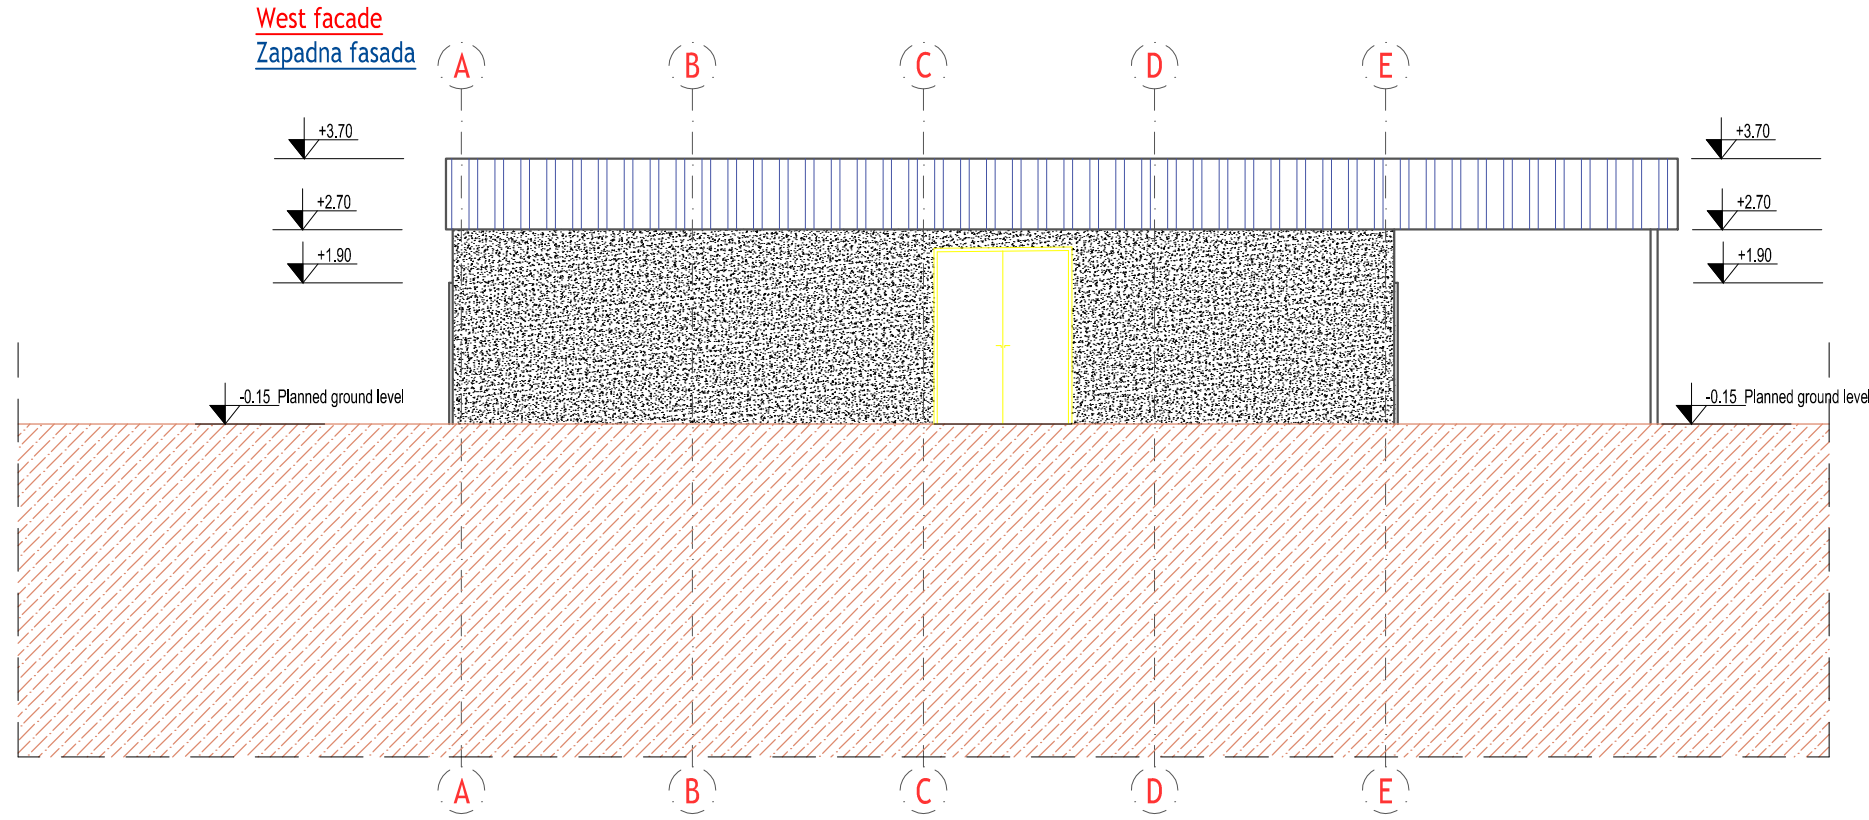 West facade
Zapadna fasada
A B C D E
+3.70 +3.70
+2.70 +2.70
+1.90 +1.90
-0.15 Planned ground level -0.15 Planned ground level
A B C D E